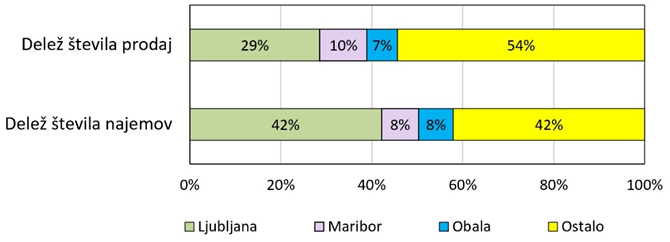 Delež števila prodaj
29% 10% 7% 54%
Delež števila najemov
42% 8% 8% 42%
0% 20% 40% 60% 80% 100%
Ljubljana Maribor Obala Ostalo